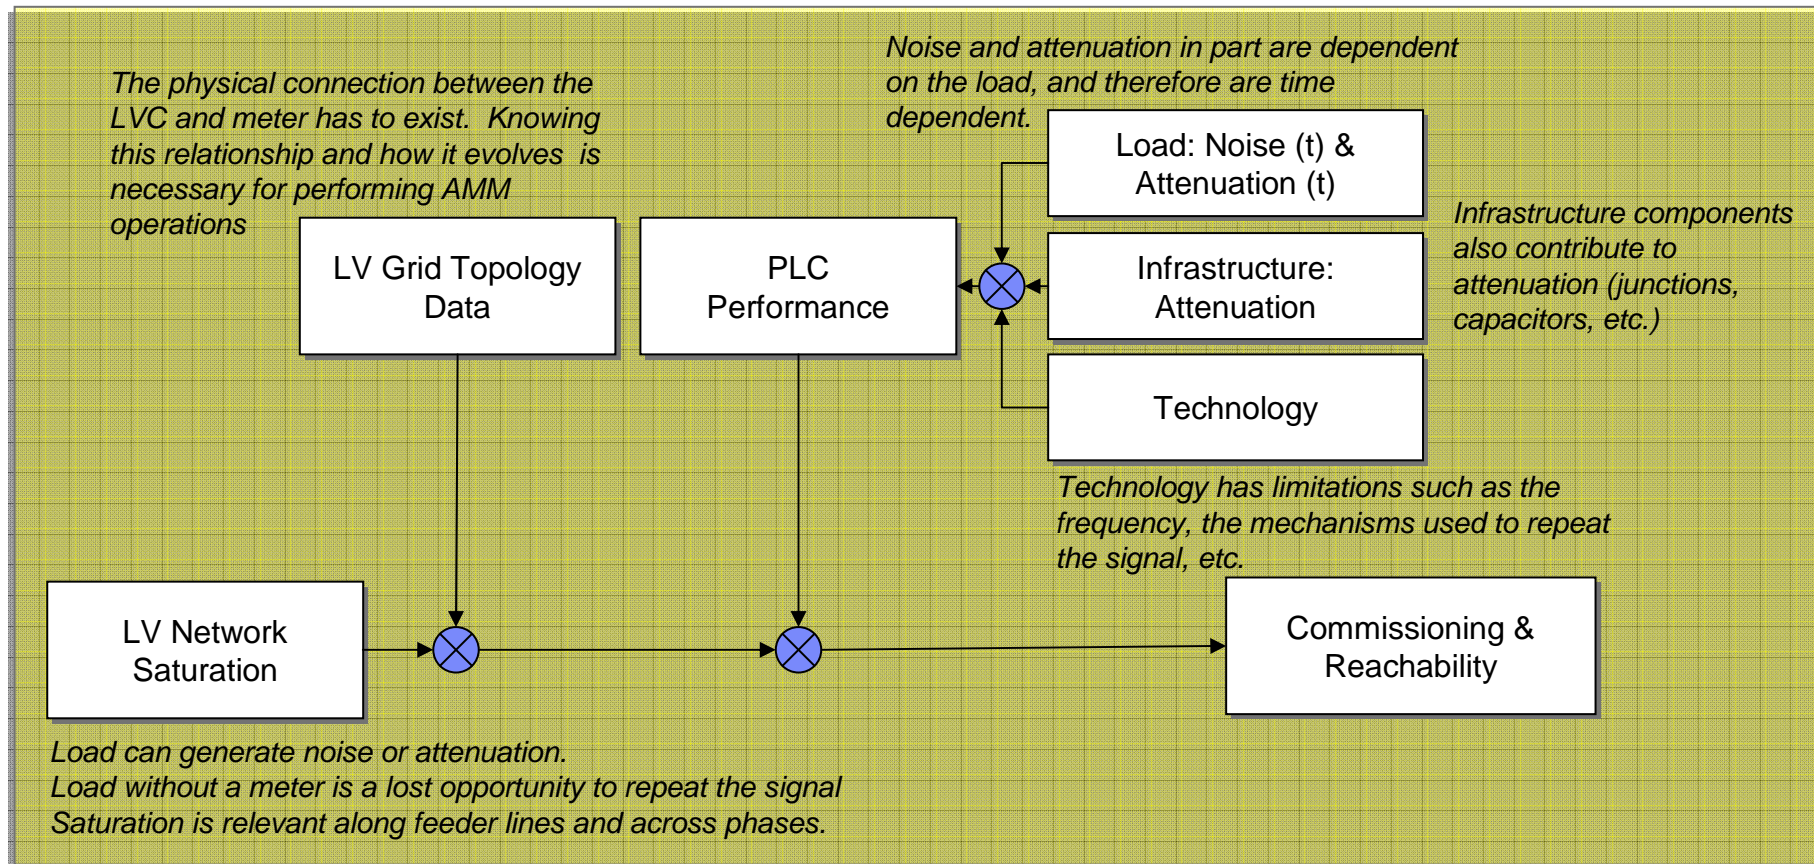 Noise and attenuation in part are dependent
on the load, and therefore are time
dependent.
The physical connection between the
LVC and meter has to exist.  Knowing
this relationship and how it evolves  is
necessary for performing AMM
operations
Load: Noise (t) &
Attenuation (t)
LV Grid Topology
Data
PLC
Performance
Infrastructure:
Attenuation
Infrastructure components
also contribute to
attenuation (junctions,
capacitors, etc.)
Technology
Technology has limitations such as the
frequency, the mechanisms used to repeat
the signal, etc.
LV Network
Saturation
Commissioning &
Reachability
Load can generate noise or attenuation.
Load without a meter is a lost opportunity to repeat the signal
Saturation is relevant along feeder lines and across phases.